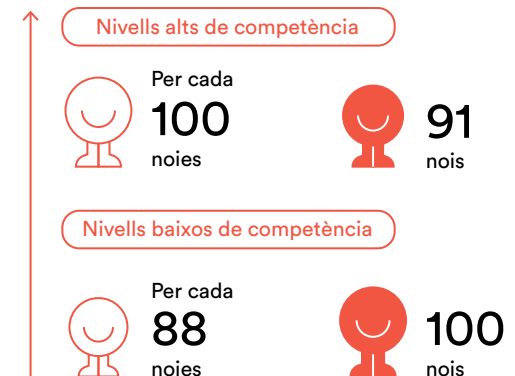 Nivells alts de competència
Per cada
100
noies
91
nois
Nivells baixos de competència
Per cada
88
noies
100
nois